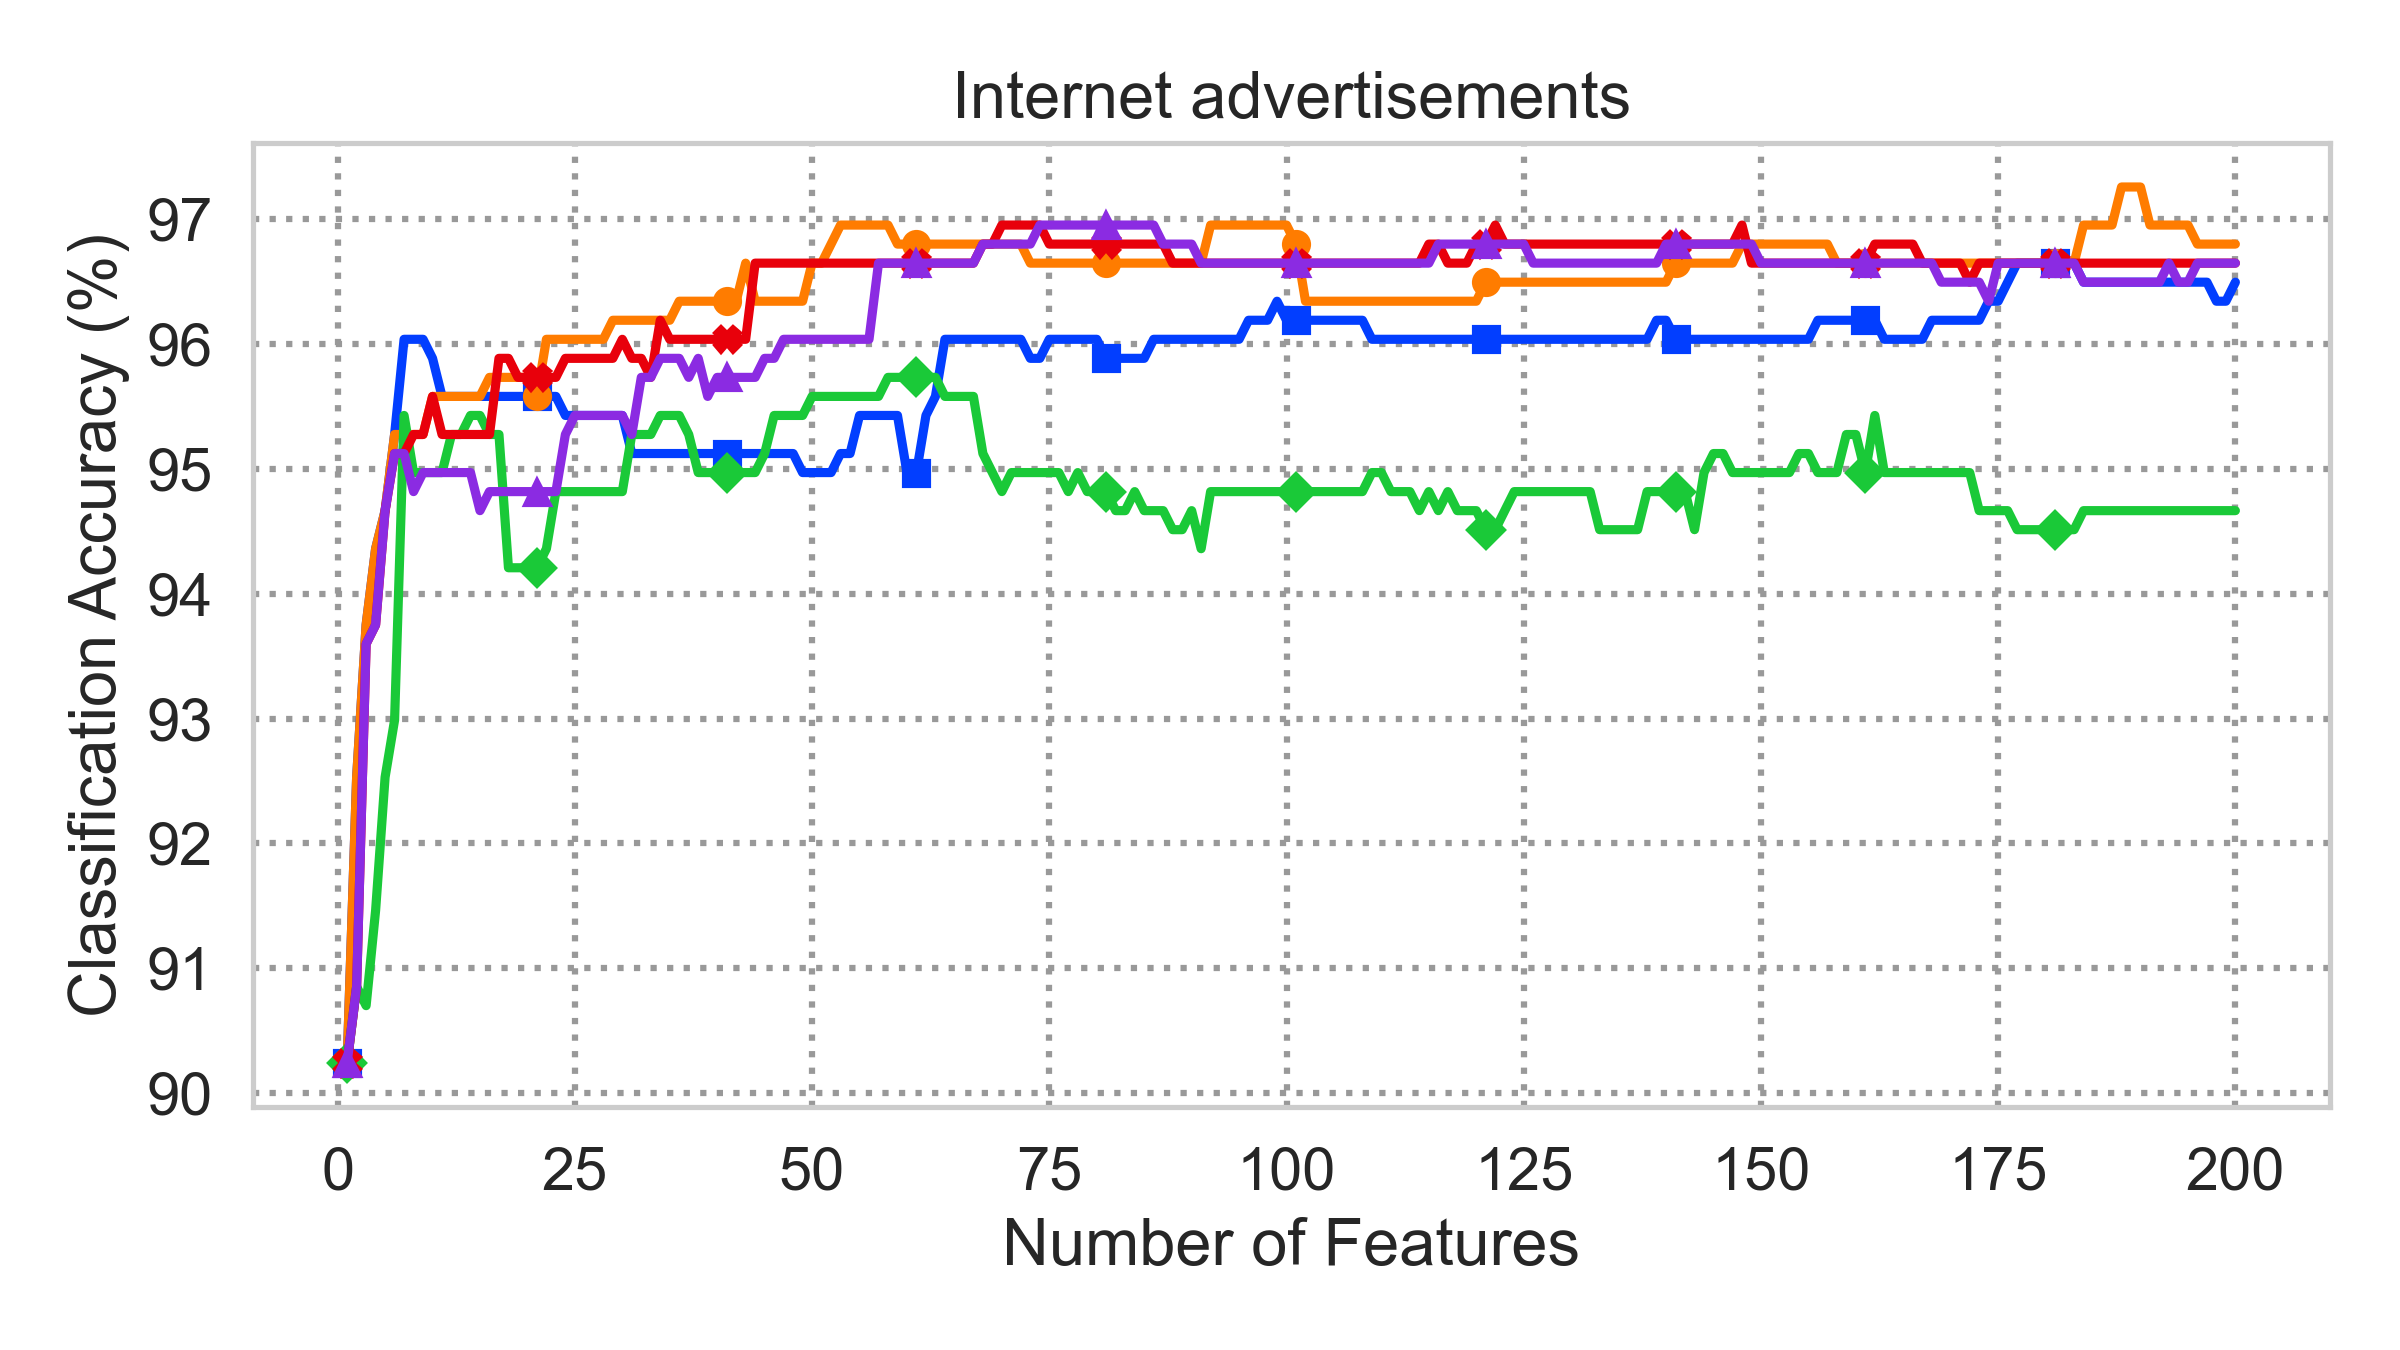 Internet advertisements
Classification Accuracy (%)
97
96
95
94
93
92
91
90
0 25 50 75 100 125 150 175 200
Number of Features